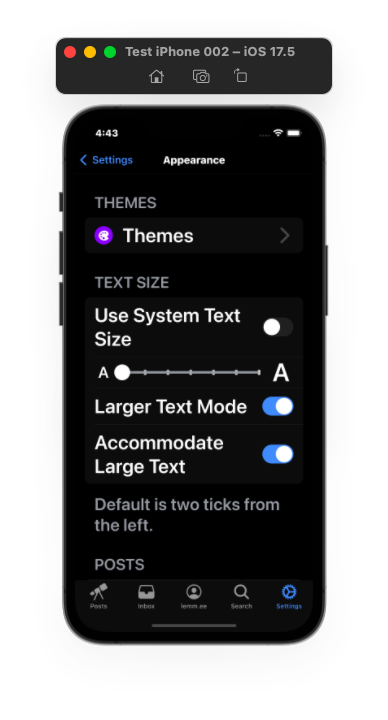 Test iPhone 002 – iOS 17.5
4:43
Settings
Appearance
THEMES
Themes
TEXT SIZE
Use System Text
Size
A
A
Larger Text Mode
Accommodate
Large Text
Default is two ticks from
the left.
POSTS
Posts
Inbox
lemm.ee
Search
Settings